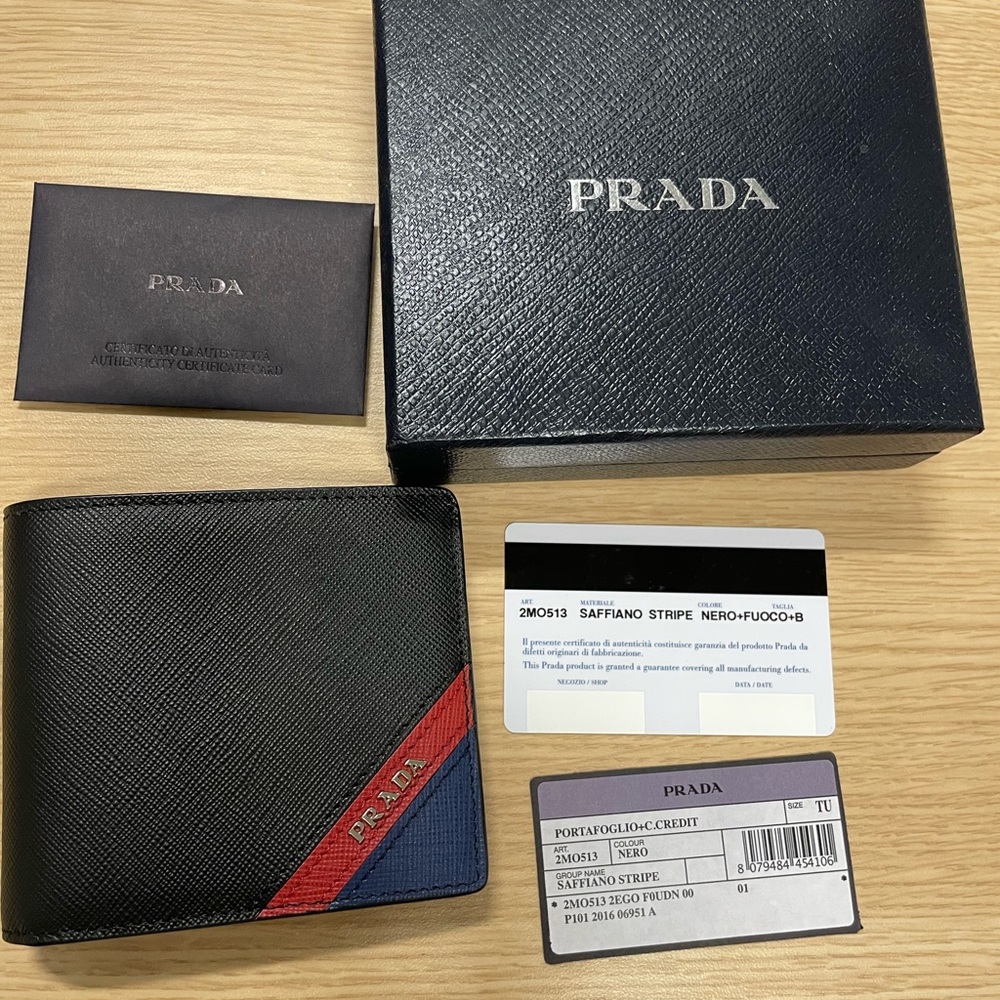 PRADA
PRADA
CERTIFICATO DI AUTENTICITÀ
AUTHENTICITY CERTIFICATE CARD
PRADA
ART. MATERIALE COLORE TAGLIA
2MO513 SAFFIANO STRIPE NERO+FUOCO+B
Il presente certificato di autenticità costituisce garanzia del prodotto Prada da
difetti originari di fabbricazione.
This Prada product is granted a guarantee covering all manufacturing defects.
NEGOZIO / SHOP DATA / DATE
PRADA
PORTAFOGLIO+C.CREDIT SIZE TU
ART. COLOUR
2MO513 NERO
GROUP NAME
SAFFIANO STRIPE
8 079484 454106
* 2MO513 2EGO F0UDN 00 01 *
P101 2016 06951 A